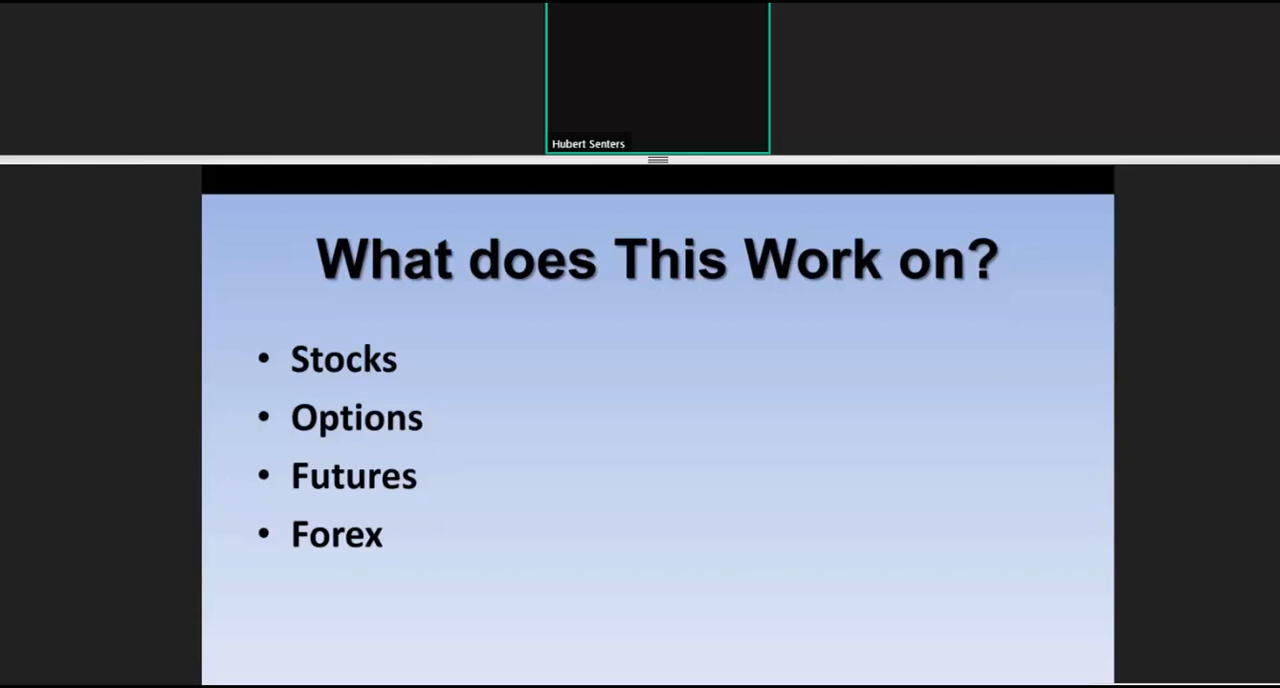 Hubert Senters
What does This Work on?
• Stocks
• Options
• Futures
• Forex